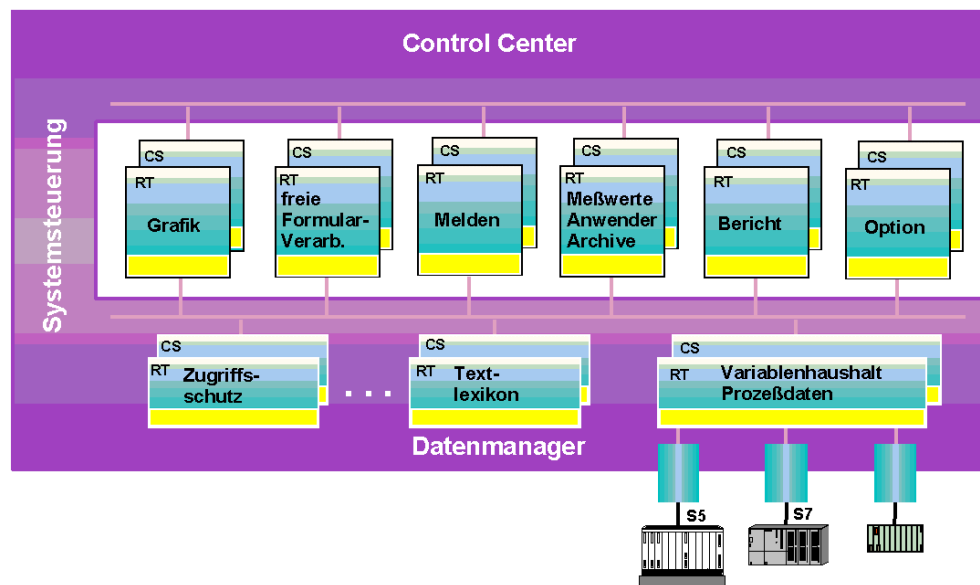 Control Center
Systemsteuerung
CS
RT
Grafik
CS
RT
freie
Formular-
Verarb.
CS
RT
Melden
CS
RT
Meßwerte
Anwender
Archive
CS
RT
Bericht
CS
RT
Option
CS
RT
Zugriffs-
schutz
. . .
CS
RT
Text-
lexikon
CS
RT
Variablenhaushalt
Prozeßdaten
Datenmanager
S5
S7